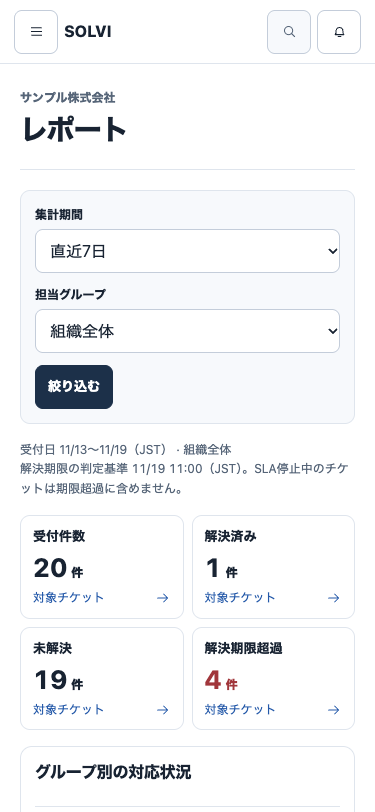 SOLVI
サンプル株式会社
レポート
集計期間
直近7日
担当グループ
組織全体
絞り込む
受付日 11/13〜11/19（JST） · 組織全体
解決期限の判定基準 11/19 11:00（JST）。SLA停止中のチケ
ットは期限超過に含めません。
受付件数
20 件
対象チケット →
解決済み
1 件
対象チケット →
未解決
19 件
対象チケット →
解決期限超過
4 件
対象チケット →
グループ別の対応状況